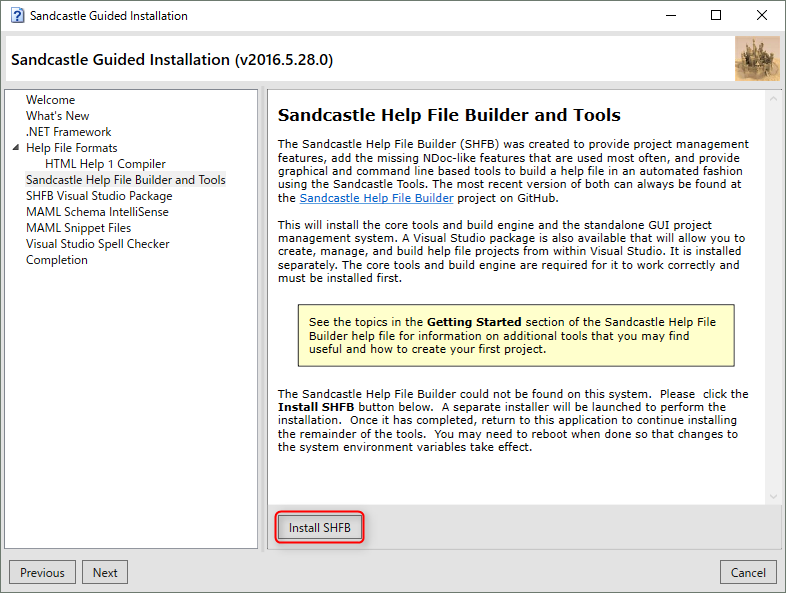 Sandcastle Guided Installation
Sandcastle Guided Installation (v2016.5.28.0)
Welcome
What's New
.NET Framework
Help File Formats
HTML Help 1 Compiler
Sandcastle Help File Builder and Tools
SHFB Visual Studio Package
MAML Schema IntelliSense
MAML Snippet Files
Visual Studio Spell Checker
Completion
Sandcastle Help File Builder and Tools
The Sandcastle Help File Builder (SHFB) was created to provide project management
features, add the missing NDoc-like features that are used most often, and provide
graphical and command line based tools to build a help file in an automated fashion
using the Sandcastle Tools. The most recent version of both can always be found at
the Sandcastle Help File Builder project on GitHub.
This will install the core tools and build engine and the standalone GUI project
management system. A Visual Studio package is also available that will allow you to
create, manage, and build help file projects from within Visual Studio. It is installed
separately. The core tools and build engine are required for it to work correctly and
must be installed first.
See the topics in the Getting Started section of the Sandcastle Help File
Builder help file for information on additional tools that you may find
useful and how to create your first project.
The Sandcastle Help File Builder could not be found on this system. Please click the
Install SHFB button below. A separate installer will be launched to perform the
installation. Once it has completed, return to this application to continue installing
the remainder of the tools. You may need to reboot when done so that changes to
the system environment variables take effect.
Install SHFB
Previous
Next
Cancel